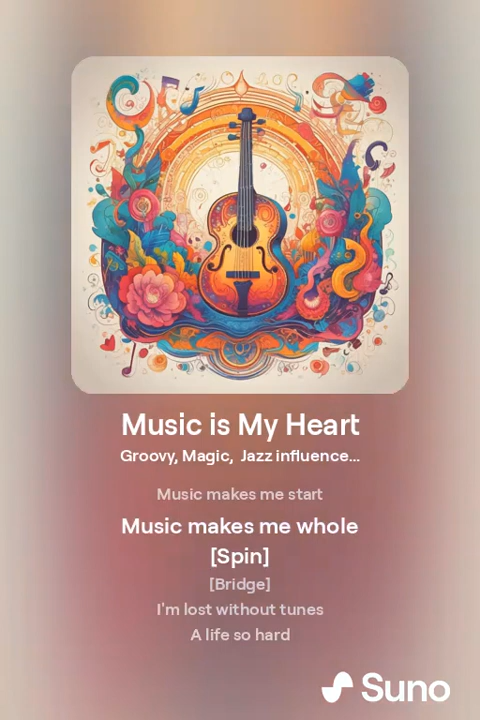 Music is My Heart
Groovy, Magic,  Jazz influence...
Music makes me start
Music makes me whole
[Spin]
[Bridge]
I'm lost without tunes
A life so hard
Suno